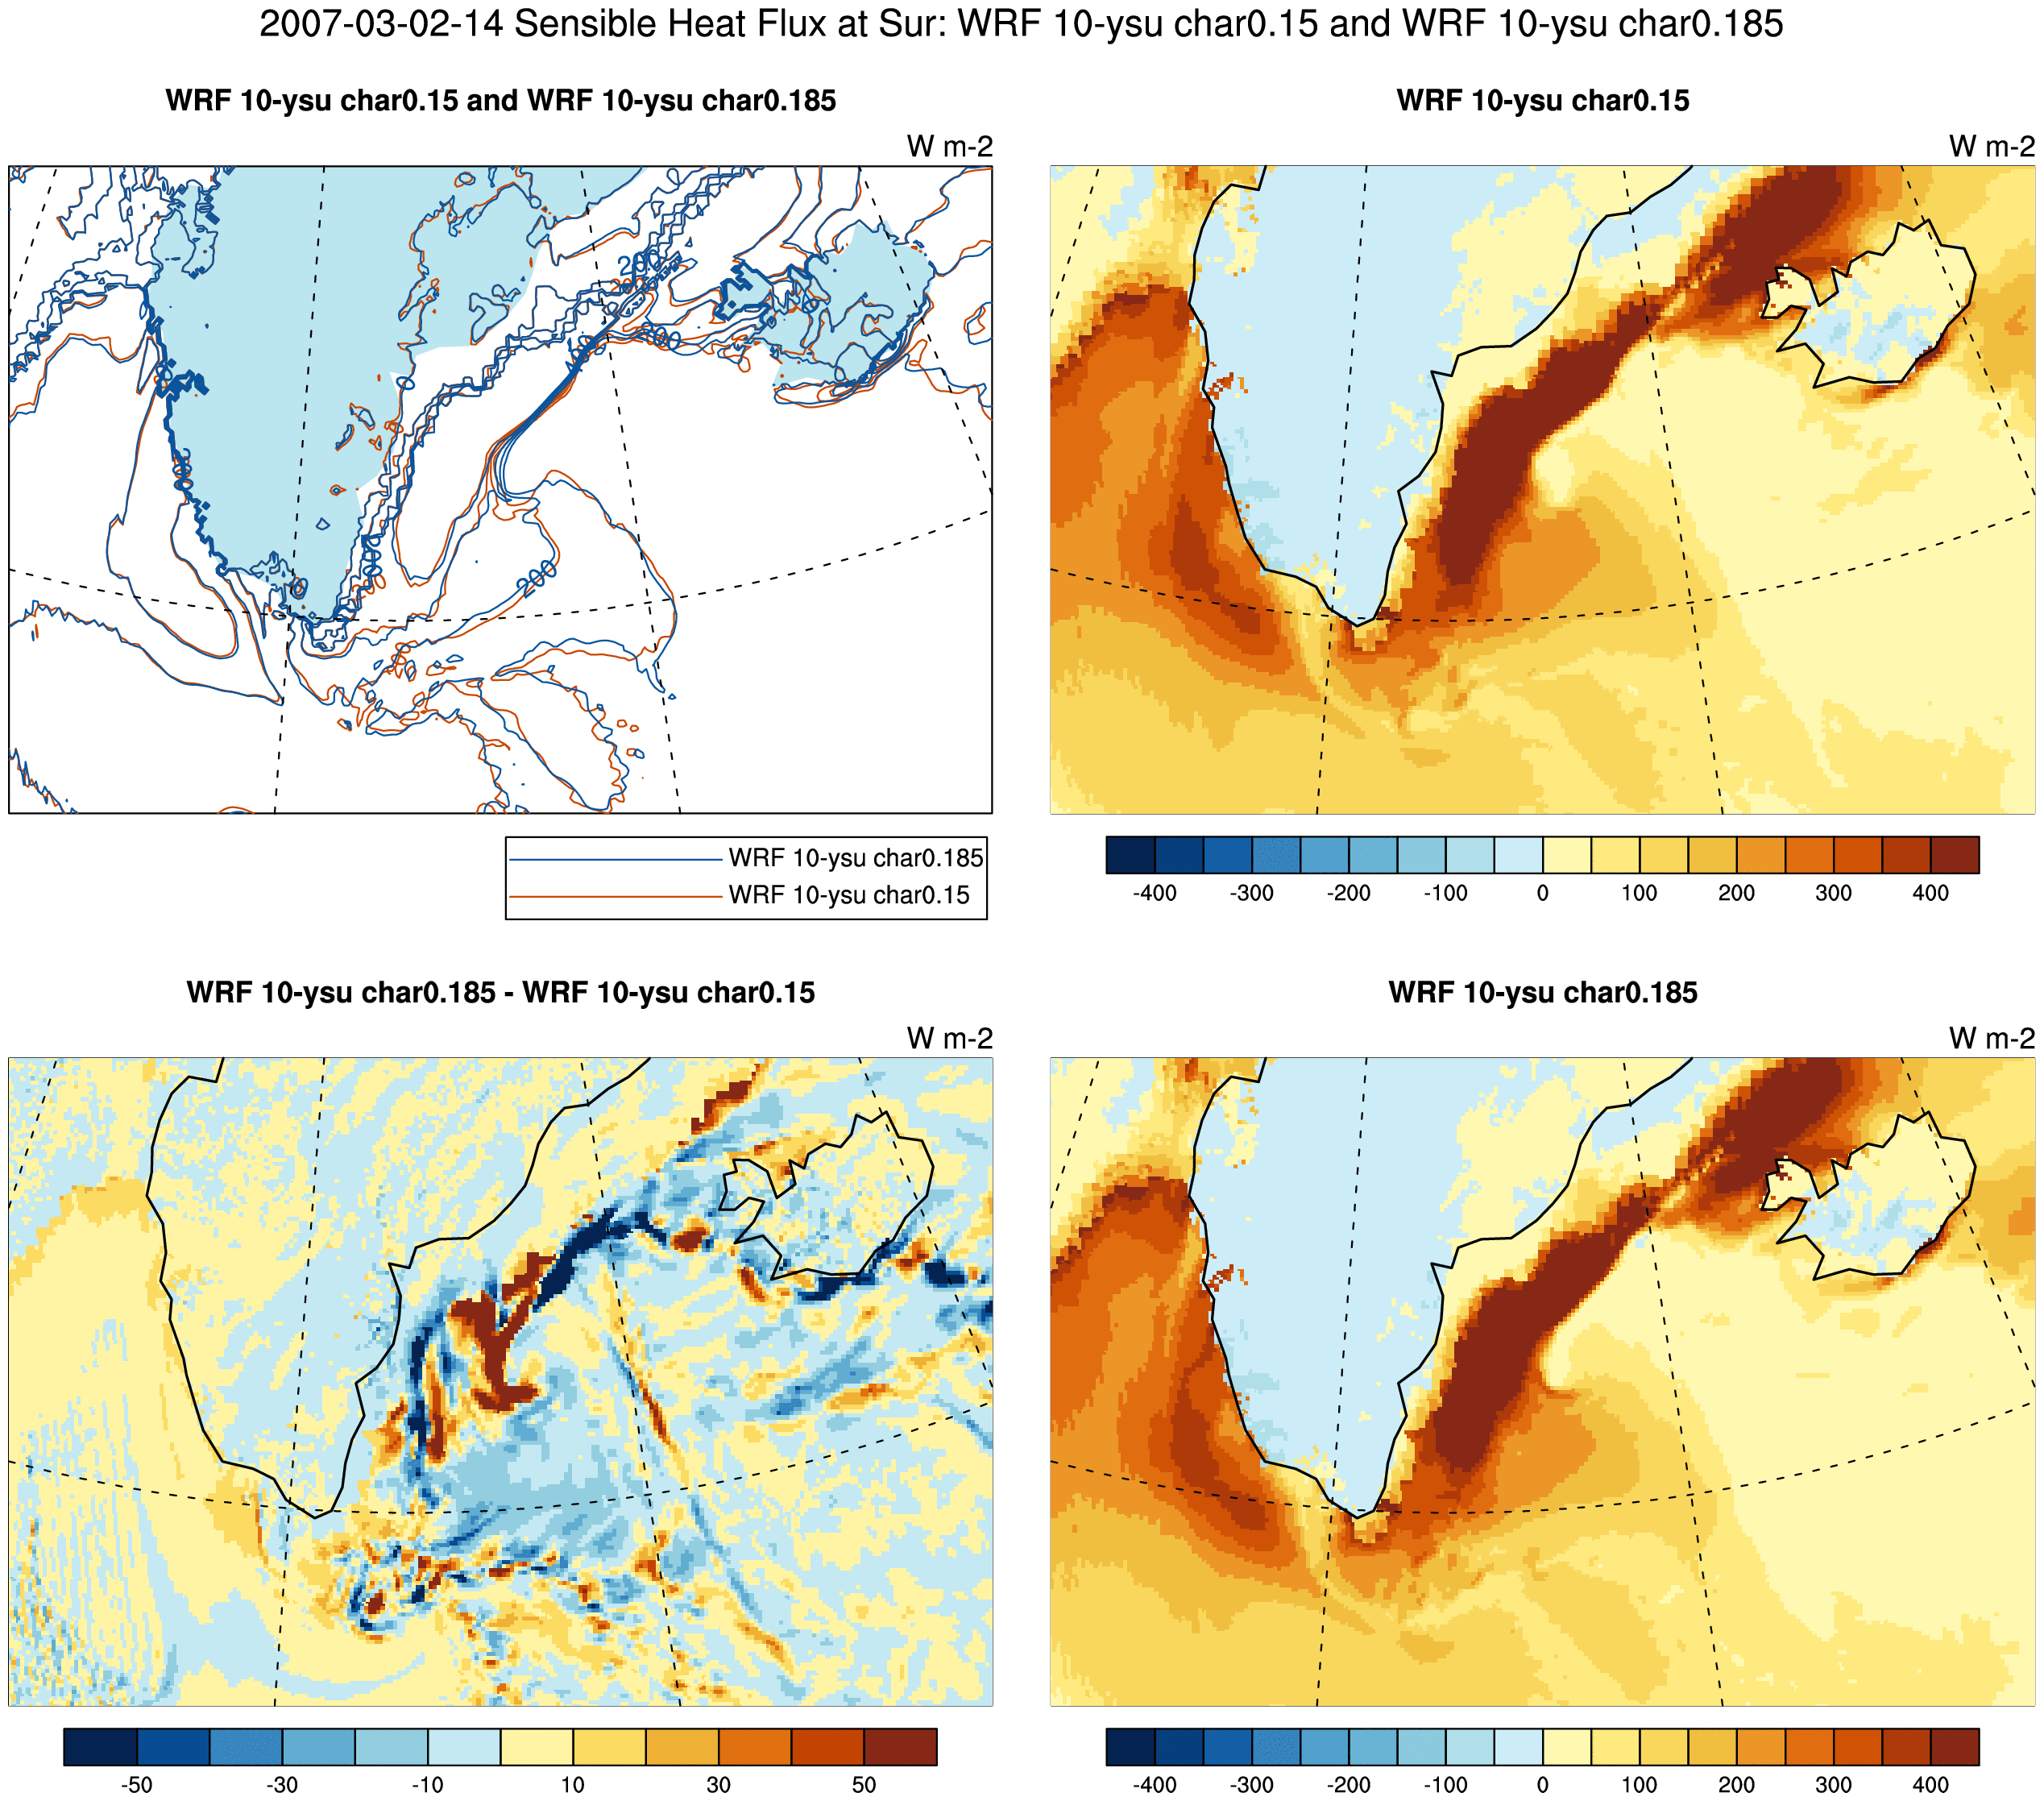 2007-03-02-14 Sensible Heat Flux at Sur: WRF 10-ysu char0.15 and WRF 10-ysu char0.185
WRF 10-ysu char0.15 and WRF 10-ysu char0.185
W m-2
200
200
WRF 10-ysu char0.185
WRF 10-ysu char0.15
WRF 10-ysu char0.15
W m-2
-400 -300 -200 -100 0 100 200 300 400
WRF 10-ysu char0.185 - WRF 10-ysu char0.15
W m-2
-50 -30 -10 10 30 50
WRF 10-ysu char0.185
W m-2
-400 -300 -200 -100 0 100 200 300 400